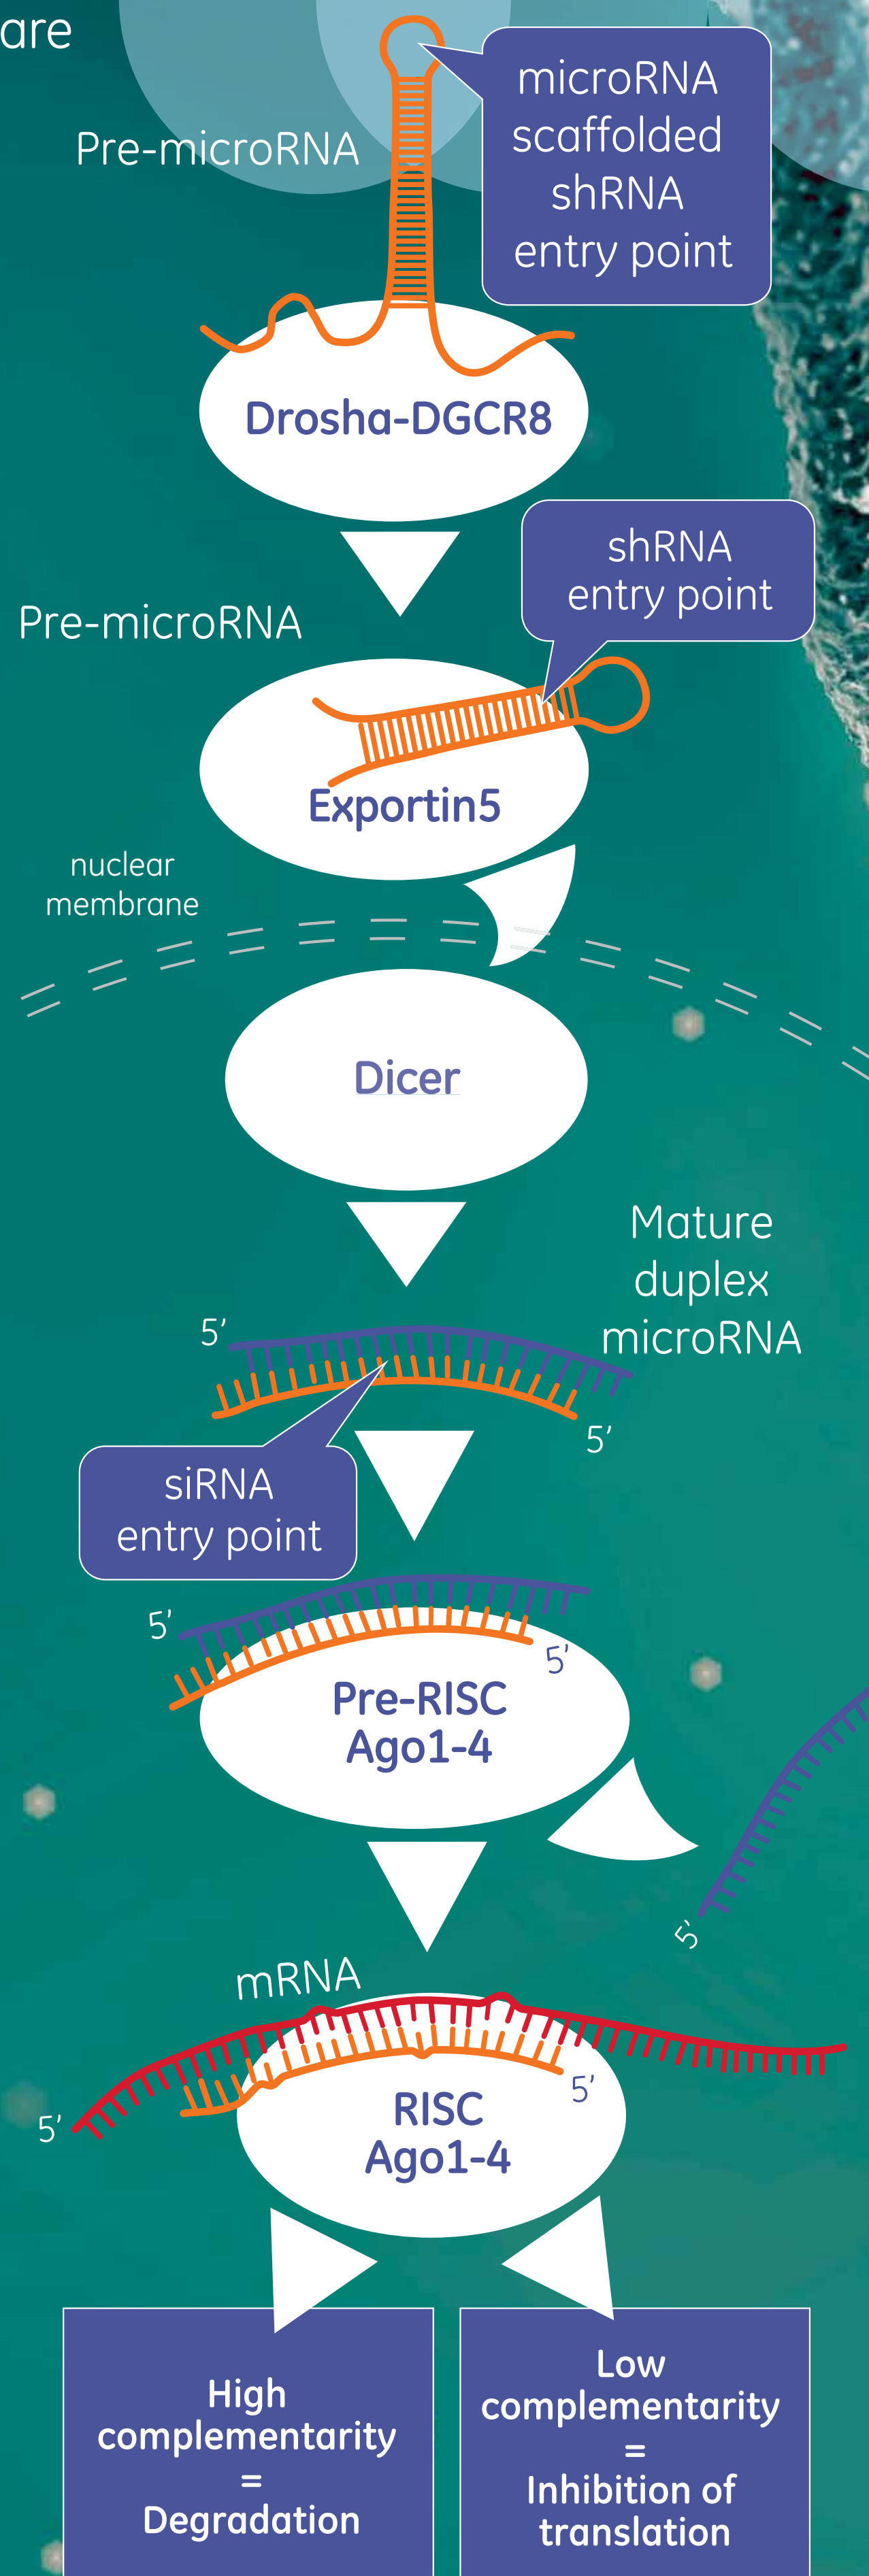 are
Pre-microRNA
microRNA
scaffolded
shRNA
entry point
Drosha-DGCR8
shRNA
entry point
Pre-microRNA
Exportin5
nuclear
membrane
Dicer
Mature
duplex
microRNA
5’
5’
siRNA
entry point
5’
5’
Pre-RISC
Ago1-4
5’
mRNA
5’
5’
RISC
Ago1-4
High
complementarity
=
Degradation
Low
complementarity
=
Inhibition of
translation